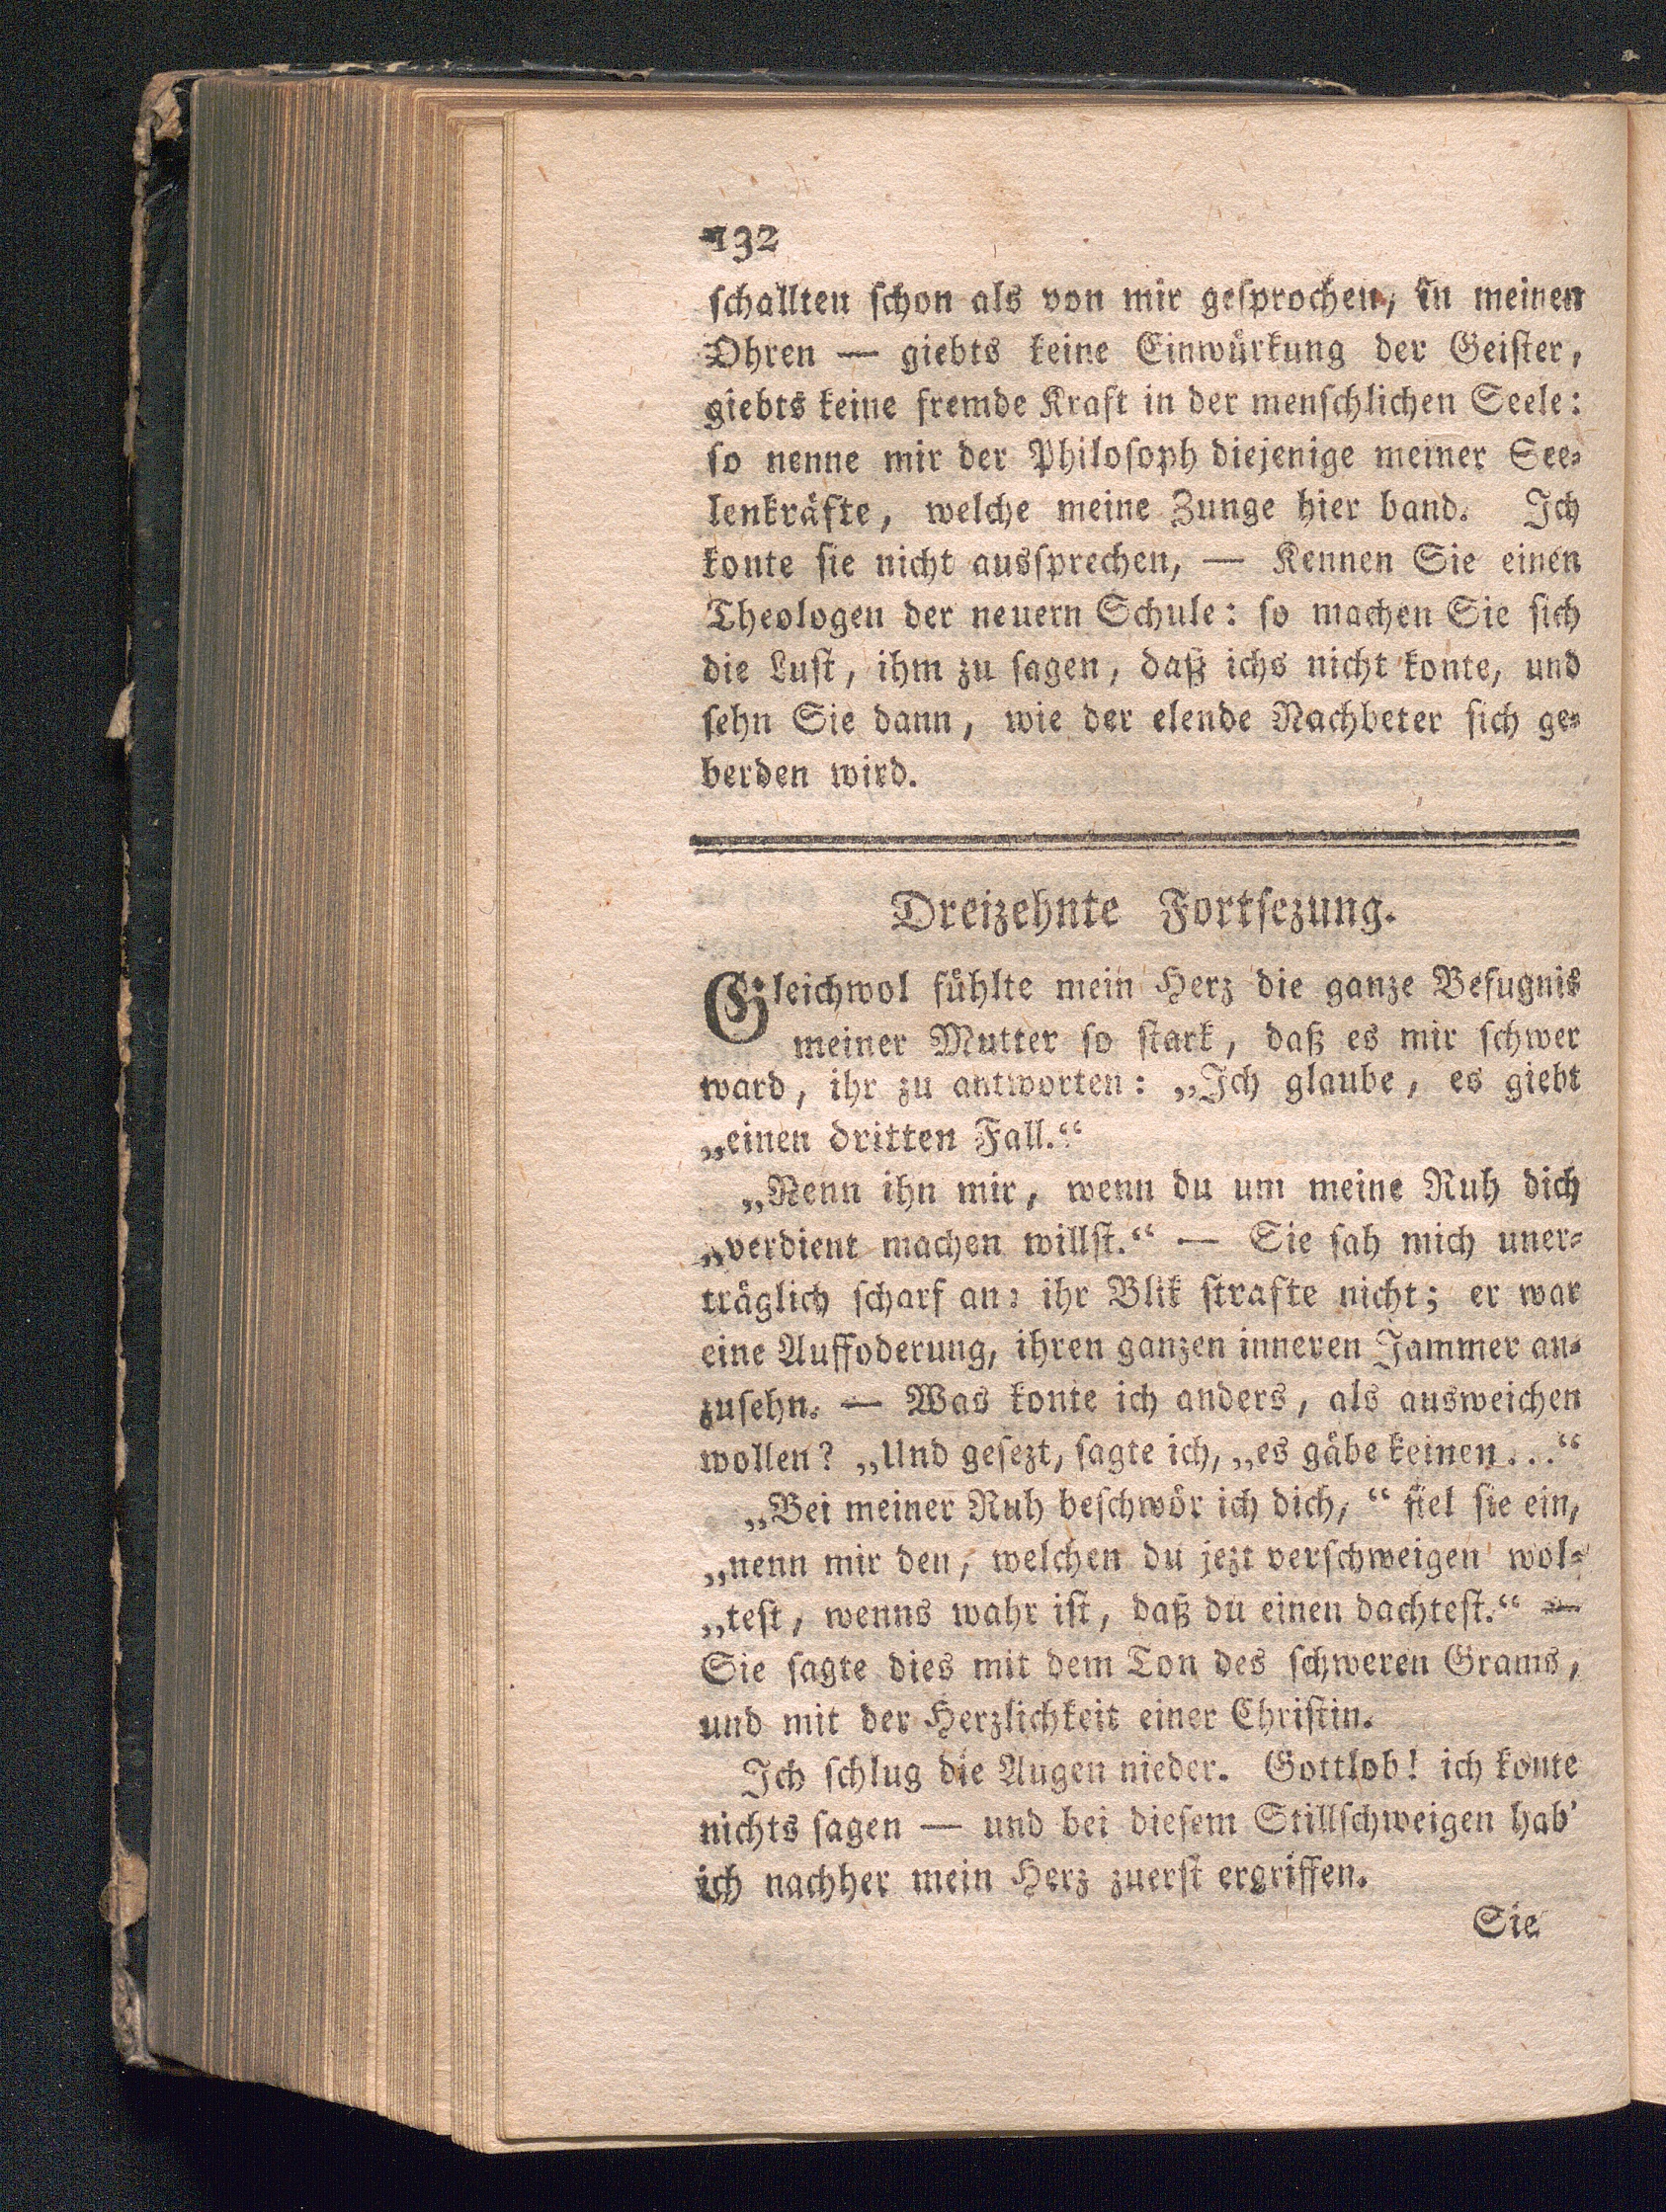 132
ſchallten ſchon als von mir geſprochen, in meinen
Ohren — giebts keine Einwürkung der Geiſter,
giebts keine fremde Kraft in der menſchlichen Seele:
ſo nenne mir der Philoſoph diejenige meiner See-
lenkräfte, welche meine Zunge hier band. Ich
konte ſie nicht ausſprechen, — Kennen Sie einen
Theologen der neuern Schule: ſo machen Sie ſich
die Luſt, ihm zu ſagen, daß ichs nicht konte, und
ſehn Sie dann, wie der elende Nachbeter ſich ge-
berden wird.
Dreizehnte Fortſezung.
Gleichwol fühlte mein Herz die ganze Befugnis
meiner Mutter ſo ſtark, daß es mir ſchwer
ward, ihr zu antworten: „Ich glaube, es giebt
„einen dritten Fall.“
„Nenn ihn mir, wenn du um meine Ruh dich
„verdient machen willſt.“ — Sie ſah mich uner-
träglich ſcharf an: ihr Blik ſtrafte nicht; er war
eine Auffoderung, ihren ganzen inneren Jammer an-
zuſehn. — Was konte ich anders, als ausweichen
wollen? „Und geſezt, ſagte ich, „es gäbe keinen...“
„Bei meiner Ruh beſchwör ich dich, “ fiel ſie ein,
„nenn mir den, welchen du jezt verſchweigen wol-
„teſt, wenns wahr iſt, daß du einen dachteſt.“ —
Sie ſagte dies mit dem Ton des ſchweren Grams,
und mit der Herzlichkeit einer Chriſtin.
Ich ſchlug die Augen nieder. Gottlob! ich konte
nichts ſagen — und bei dieſem Stillſchweigen hab'
ich nachher mein Herz zuerſt ergriffen.
Sie